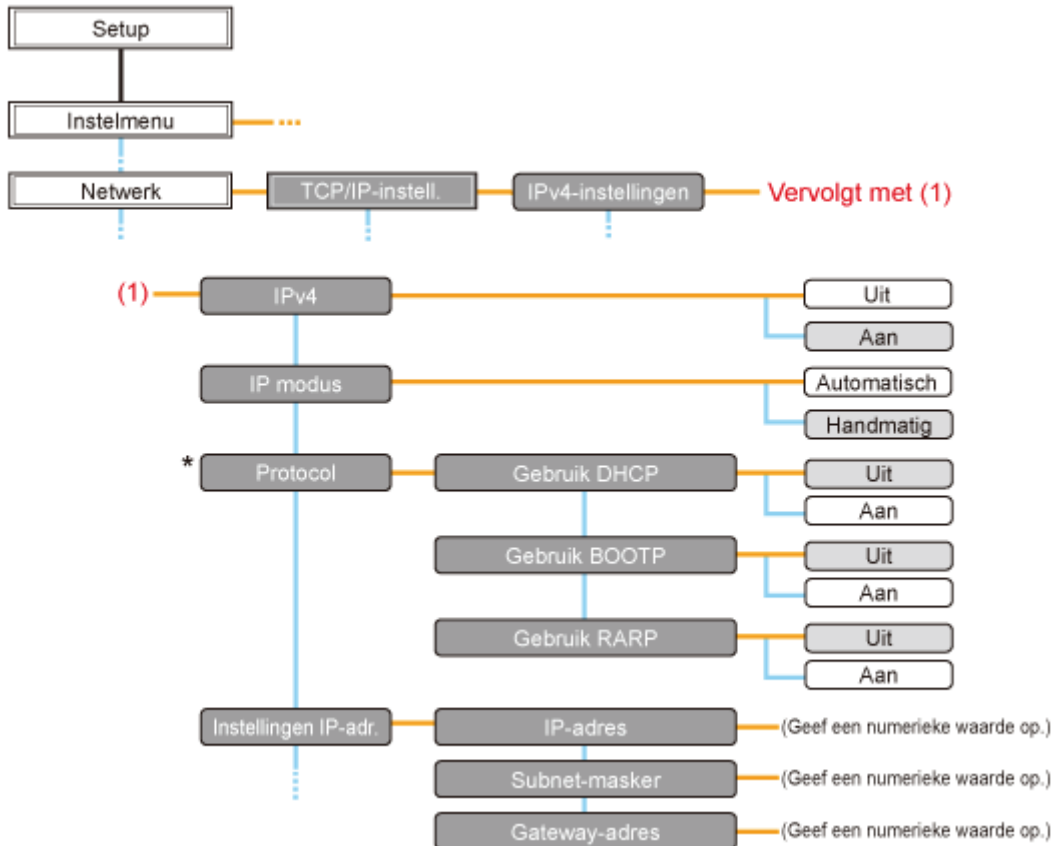 Setup
Instelmenu
Netwerk TCP/IP-instell. IPv4-instellingen Vervolgt met (1)
(1) IPv4 Uit
Aan
IP modus Automatisch
Handmatig
* Protocol Gebruik DHCP Uit
Aan
Gebruik BOOTP Uit
Aan
Gebruik RARP Uit
Aan
Instellingen IP-adr. IP-adres (Geef een numerieke waarde op.)
Subnet-masker (Geef een numerieke waarde op.)
Gateway-adres (Geef een numerieke waarde op.)